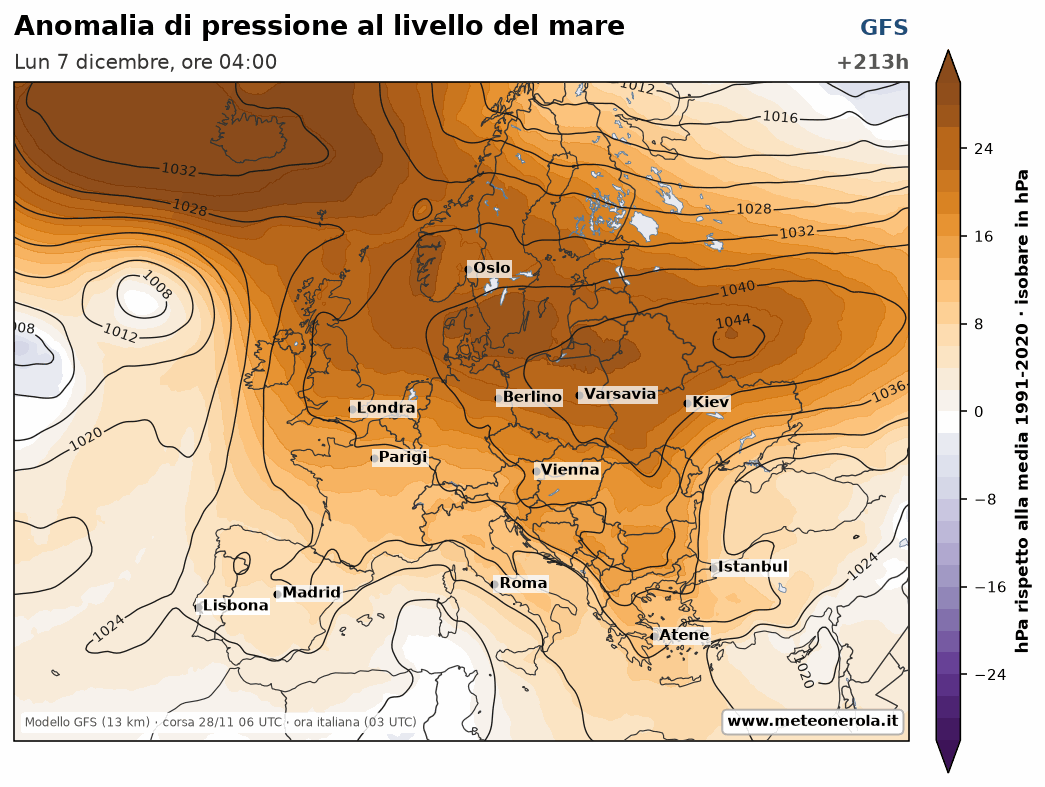 Anomalia di pressione al livello del mare
GFS
Lun 7 dicembre, ore 04:00
+213h
1012
1016
1032
1028
1028
1032
1008
1040
1044
1012
008
1036
1020
1024
1024
1020
Oslo
Berlino
Varsavia
Kiev
Londra
Parigi
Vienna
Istanbul
Roma
Madrid
Lisbona
Atene
24
16
8
0
−8
−16
−24
hPa rispetto alla media 1991-2020 · isobare in hPa
Modello GFS (13 km) · corsa 28/11 06 UTC · ora italiana (03 UTC)
www.meteonerola.it